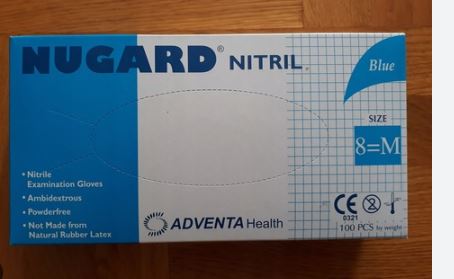 NUGARD® NITRIL
Blue
SIZE
8=M
• Nitrile
Examination Gloves
• Ambidextrous
• Powderfree
• Not Made from
Natural Rubber Latex
ADVENTA Health
CE
0321
100 PCS by weight